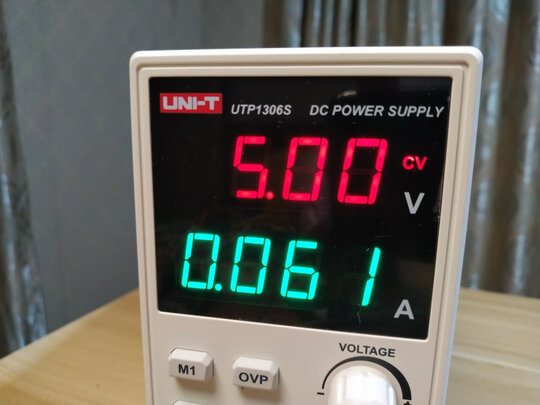 UNI-T UTP1306S DC POWER SUPPLY
5.00 CV
V
0.061
A
VOLTAGE
M1 OVP
- +